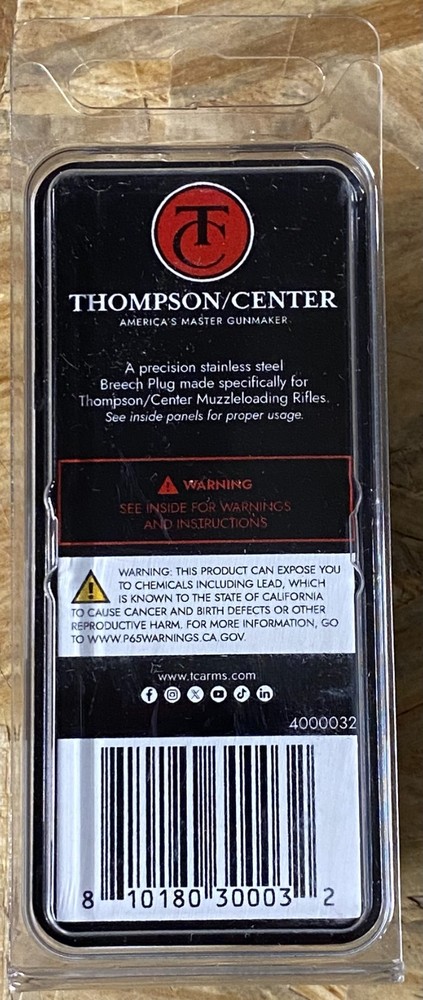 TC
THOMPSON/CENTER
AMERICA'S MASTER GUNMAKER
A precision stainless steel
Breech Plug made specifically for
Thompson/Center Muzzleloading Rifles.
See inside panels for proper usage.
WARNING
SEE INSIDE FOR WARNINGS
AND INSTRUCTIONS
WARNING: THIS PRODUCT CAN EXPOSE YOU
TO CHEMICALS INCLUDING LEAD, WHICH
IS KNOWN TO THE STATE OF CALIFORNIA
TO CAUSE CANCER AND BIRTH DEFECTS OR OTHER
REPRODUCTIVE HARM. FOR MORE INFORMATION, GO
TO WWW.P65WARNINGS.CA.GOV.
www.tcarms.com
4000032
8 10180 30003 2